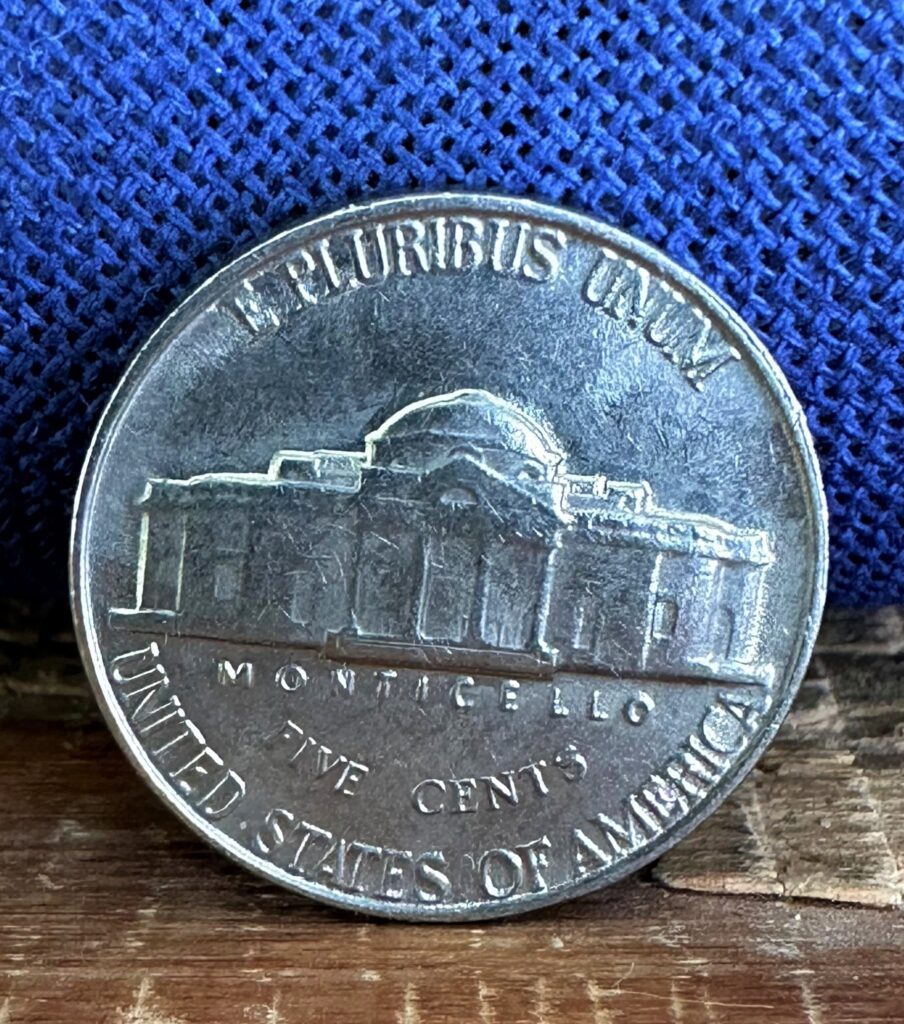 E PLURIBUS UNUM
MONTICELLO
FIVE CENTS
UNITED STATES OF AMERICA